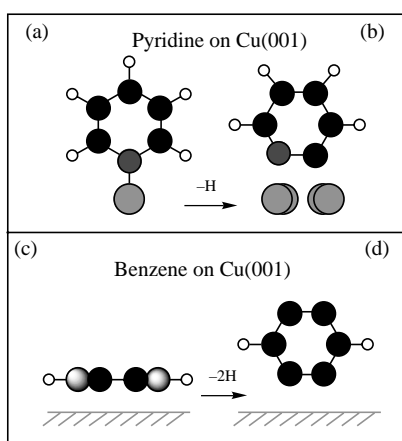 (a)
Pyridine on Cu(001)
(b)
–H
(c)
Benzene on Cu(001)
(d)
–2H